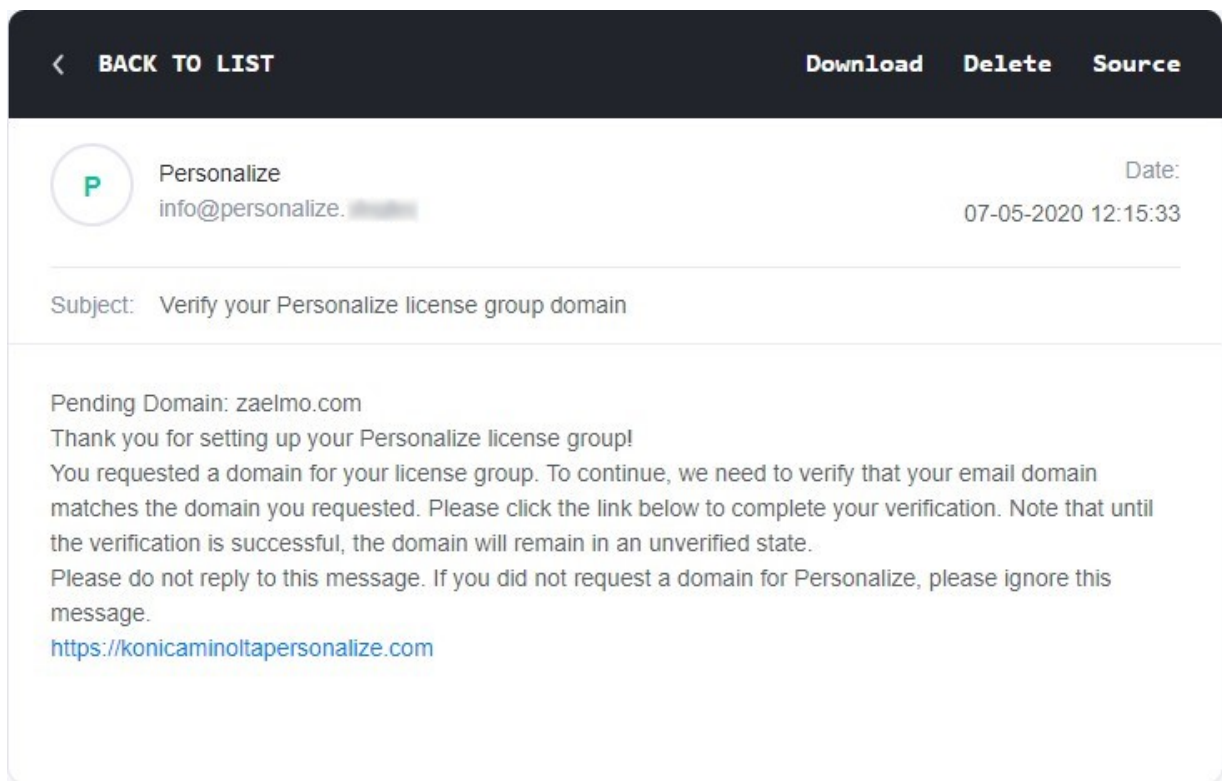 BACK TO LIST Download Delete Source
P
Personalize
Date:
info@personalize.
07-05-2020 12:15:33
Subject: Verify your Personalize license group domain
Pending Domain: zaelmo.com
Thank you for setting up your Personalize license group!
You requested a domain for your license group. To continue, we need to verify that your email domain
matches the domain you requested. Please click the link below to complete your verification. Note that until
the verification is successful, the domain will remain in an unverified state.
Please do not reply to this message. If you did not request a domain for Personalize, please ignore this
message.
https://konicaminoltapersonalize.com